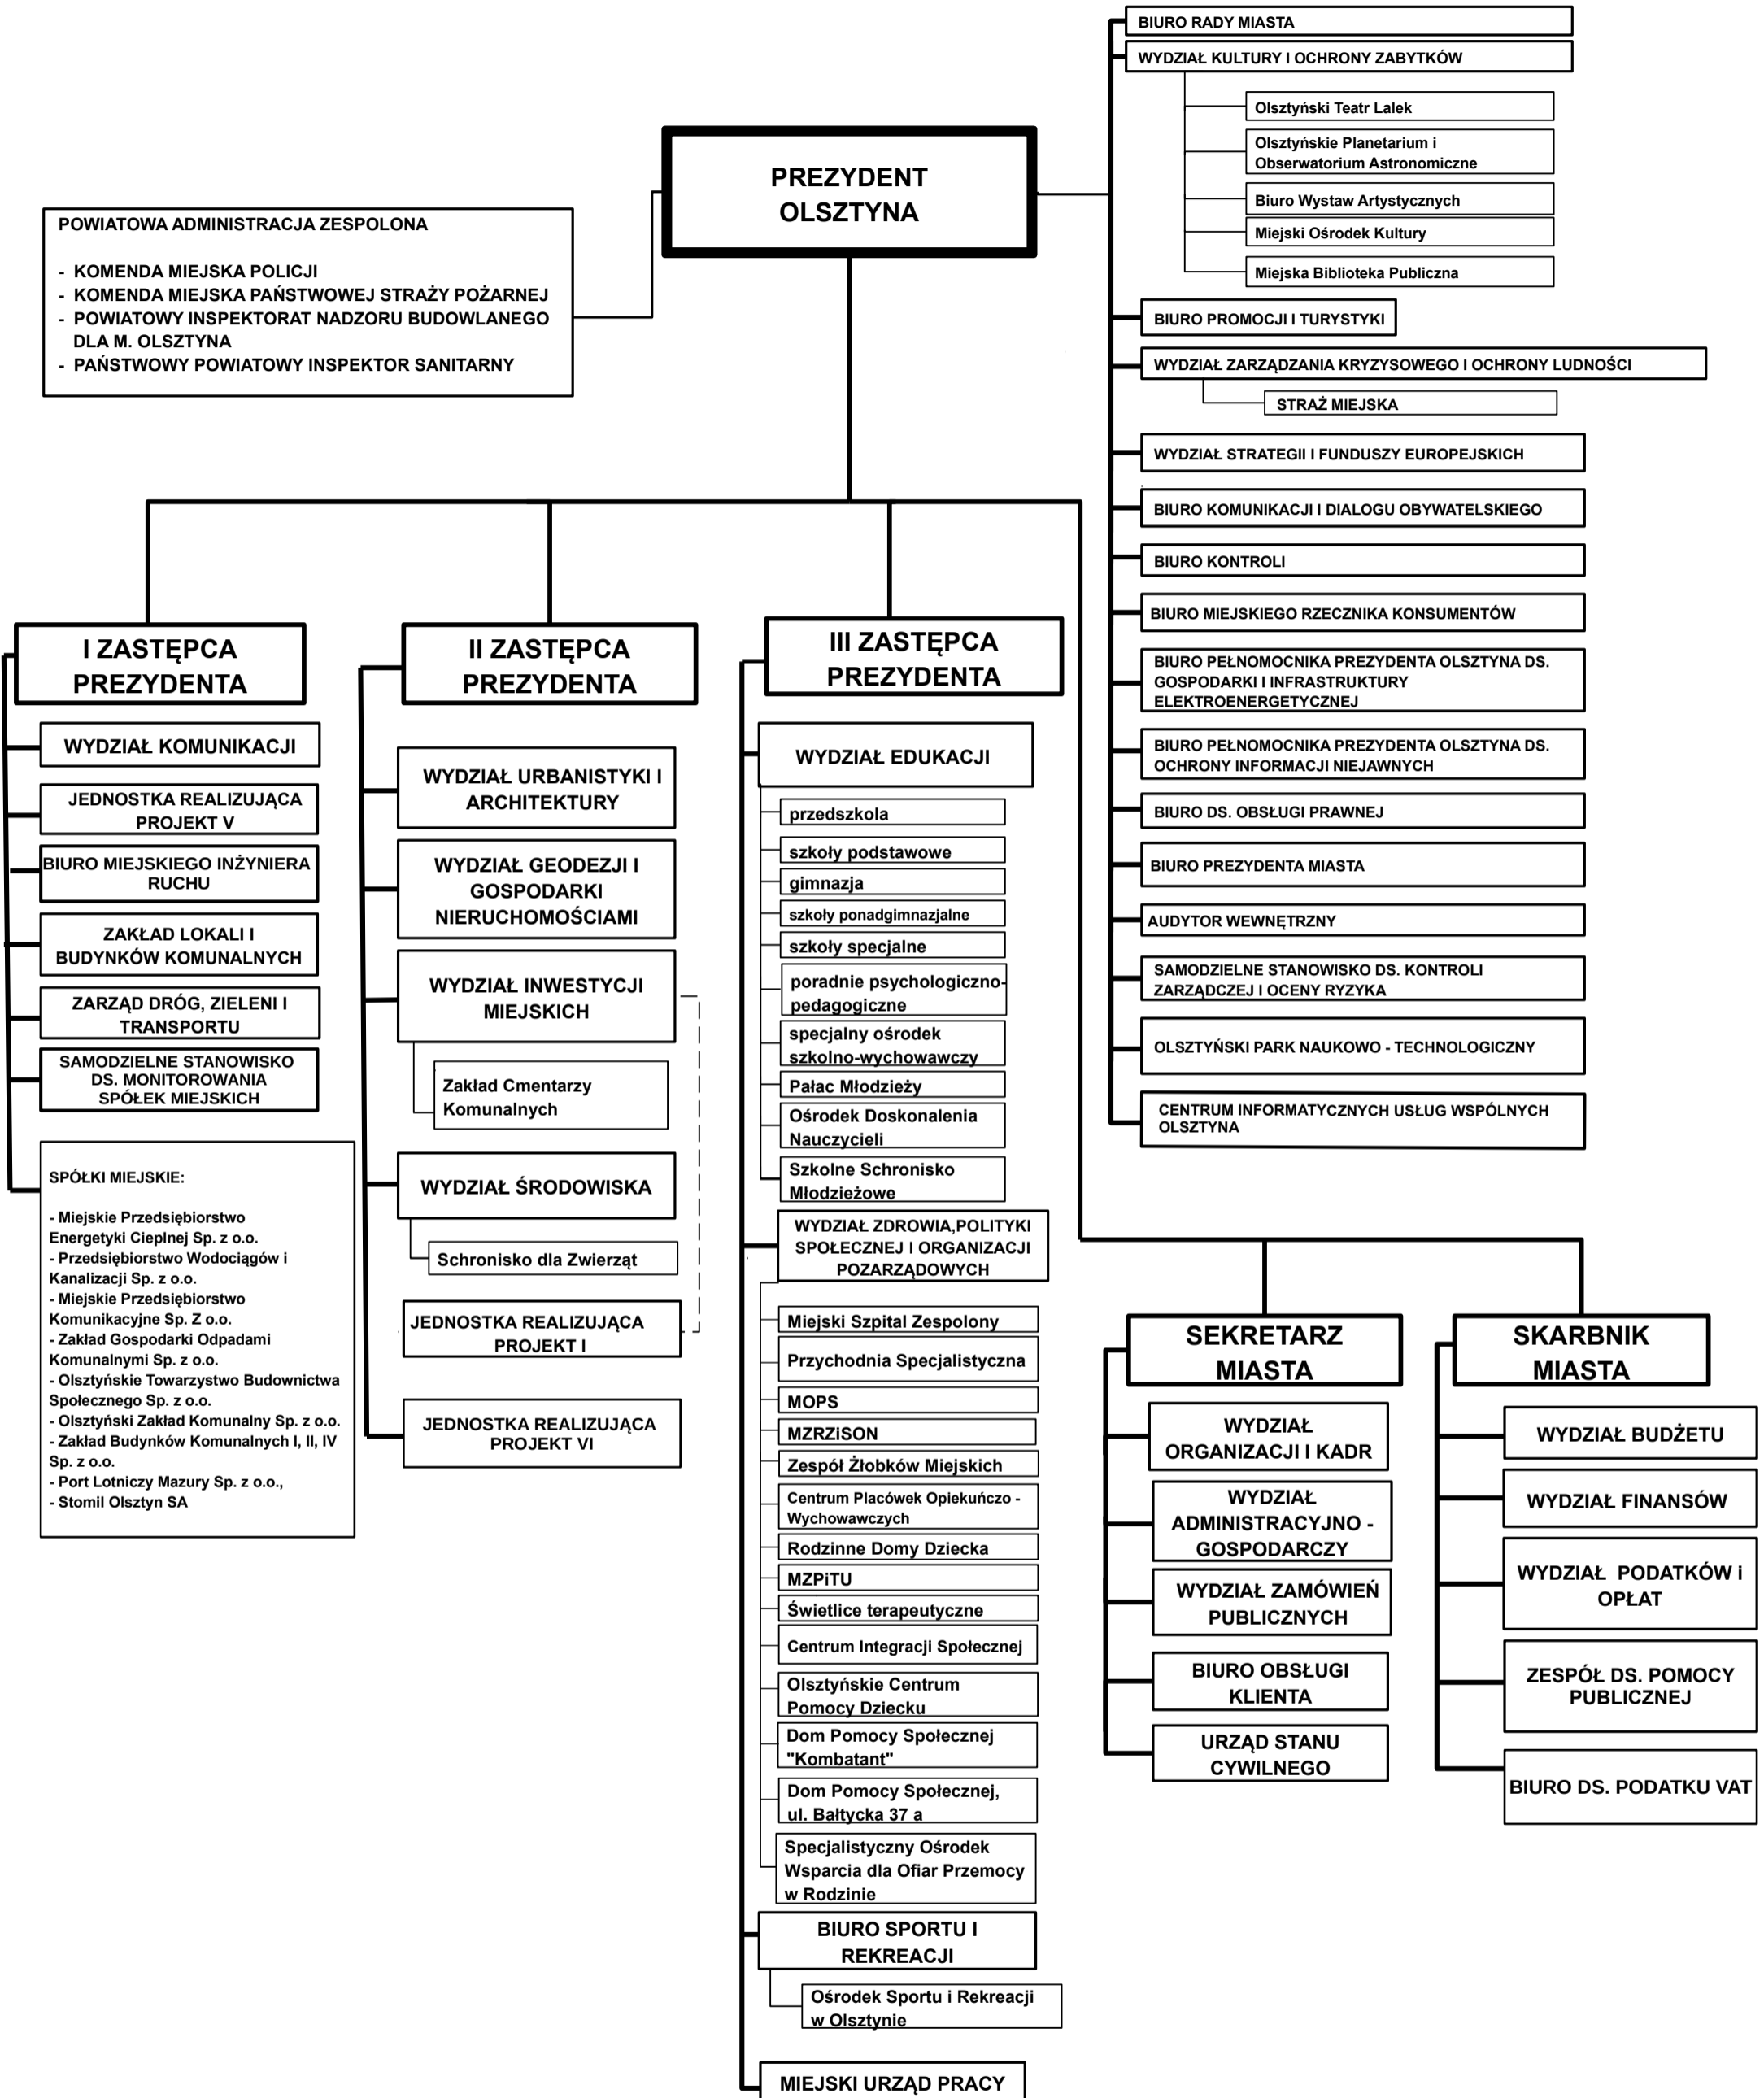 BIURO RADY MIASTA
WYDZIAŁ KULTURY I OCHRONY ZABYTKÓW
Olsztyński Teatr Lalek
Olsztyńskie Planetarium i
Obserwatorium Astronomiczne
Biuro Wystaw Artystycznych
Miejski Ośrodek Kultury
Miejska Biblioteka Publiczna
PREZYDENT
OLSZTYNA
POWIATOWA ADMINISTRACJA ZESPOLONA
- KOMENDA MIEJSKA POLICJI
- KOMENDA MIEJSKA PAŃSTWOWEJ STRAŻY POŻARNEJ
- POWIATOWY INSPEKTORAT NADZORU BUDOWLANEGO
DLA M. OLSZTYNA
- PAŃSTWOWY POWIATOWY INSPEKTOR SANITARNY
BIURO PROMOCJI I TURYSTYKI
WYDZIAŁ ZARZĄDZANIA KRYZYSOWEGO I OCHRONY LUDNOŚCI
STRAŻ MIEJSKA
WYDZIAŁ STRATEGII I FUNDUSZY EUROPEJSKICH
BIURO KOMUNIKACJI I DIALOGU OBYWATELSKIEGO
BIURO KONTROLI
BIURO MIEJSKIEGO RZECZNIKA KONSUMENTÓW
BIURO PEŁNOMOCNIKA PREZYDENTA OLSZTYNA DS.
GOSPODARKI I INFRASTRUKTURY
ELEKTROENERGETYCZNEJ
BIURO PEŁNOMOCNIKA PREZYDENTA OLSZTYNA DS.
OCHRONY INFORMACJI NIEJAWNYCH
BIURO DS. OBSŁUGI PRAWNEJ
BIURO PREZYDENTA MIASTA
AUDYTOR WEWNĘTRZNY
SAMODZIELNE STANOWISKO DS. KONTROLI
ZARZĄDCZEJ I OCENY RYZYKA
OLSZTYŃSKI PARK NAUKOWO - TECHNOLOGICZNY
CENTRUM INFORMATYCZNYCH USŁUG WSPÓLNYCH
OLSZTYNA
I ZASTĘPCA
PREZYDENTA
WYDZIAŁ KOMUNIKACJI
JEDNOSTKA REALIZUJĄCA
PROJEKT V
BIURO MIEJSKIEGO INŻYNIERA
RUCHU
ZAKŁAD LOKALI I
BUDYNKÓW KOMUNALNYCH
ZARZĄD DRÓG, ZIELENI I
TRANSPORTU
SAMODZIELNE STANOWISKO
DS. MONITOROWANIA
SPÓŁEK MIEJSKICH
SPÓŁKI MIEJSKIE:
- Miejskie Przedsiębiorstwo
Energetyki Cieplnej Sp. z o.o.
- Przedsiębiorstwo Wodociągów i
Kanalizacji Sp. z o.o.
- Miejskie Przedsiębiorstwo
Komunikacyjne Sp. Z o.o.
- Zakład Gospodarki Odpadami
Komunalnymi Sp. z o.o.
- Olsztyńskie Towarzystwo Budownictwa
Społecznego Sp. z o.o.
- Olsztyński Zakład Komunalny Sp. z o.o.
- Zakład Budynków Komunalnych I, II, IV
Sp. z o.o.
- Port Lotniczy Mazury Sp. z o.o.,
- Stomil Olsztyn SA
II ZASTĘPCA
PREZYDENTA
WYDZIAŁ URBANISTYKI I
ARCHITEKTURY
WYDZIAŁ GEODEZJI I
GOSPODARKI
NIERUCHOMOŚCIAMI
WYDZIAŁ INWESTYCJI
MIEJSKICH
Zakład Cmentarzy
Komunalnych
WYDZIAŁ ŚRODOWISKA
Schronisko dla Zwierząt
JEDNOSTKA REALIZUJĄCA
PROJEKT I
JEDNOSTKA REALIZUJĄCA
PROJEKT VI
III ZASTĘPCA
PREZYDENTA
WYDZIAŁ EDUKACJI
przedszkola
szkoły podstawowe
gimnazja
szkoły ponadgimnazjalne
szkoły specjalne
poradnie psychologiczno-
pedagogiczne
specjalny ośrodek
szkolno-wychowawczy
Pałac Młodzieży
Ośrodek Doskonalenia
Nauczycieli
Szkolne Schronisko
Młodzieżowe
WYDZIAŁ ZDROWIA,POLITYKI
SPOŁECZNEJ I ORGANIZACJI
POZARZĄDOWYCH
Miejski Szpital Zespolony
Przychodnia Specjalistyczna
MOPS
MZRZiSON
Zespół Żłobków Miejskich
Centrum Placówek Opiekuńczo -
Wychowawczych
Rodzinne Domy Dziecka
MZPiTU
Świetlice terapeutyczne
Centrum Integracji Społecznej
Olsztyńskie Centrum
Pomocy Dziecku
Dom Pomocy Społecznej
"Kombatant"
Dom Pomocy Społecznej,
ul. Bałtycka 37 a
Specjalistyczny Ośrodek
Wsparcia dla Ofiar Przemocy
w Rodzinie
BIURO SPORTU I
REKREACJI
Ośrodek Sportu i Rekreacji
w Olsztynie
MIEJSKI URZĄD PRACY
SEKRETARZ
MIASTA
WYDZIAŁ
ORGANIZACJI I KADR
WYDZIAŁ
ADMINISTRACYJNO -
GOSPODARCZY
WYDZIAŁ ZAMÓWIEŃ
PUBLICZNYCH
BIURO OBSŁUGI
KLIENTA
URZĄD STANU
CYWILNEGO
SKARBNIK
MIASTA
WYDZIAŁ BUDŻETU
WYDZIAŁ FINANSÓW
WYDZIAŁ PODATKÓW i
OPŁAT
ZESPÓŁ DS. POMOCY
PUBLICZNEJ
BIURO DS. PODATKU VAT